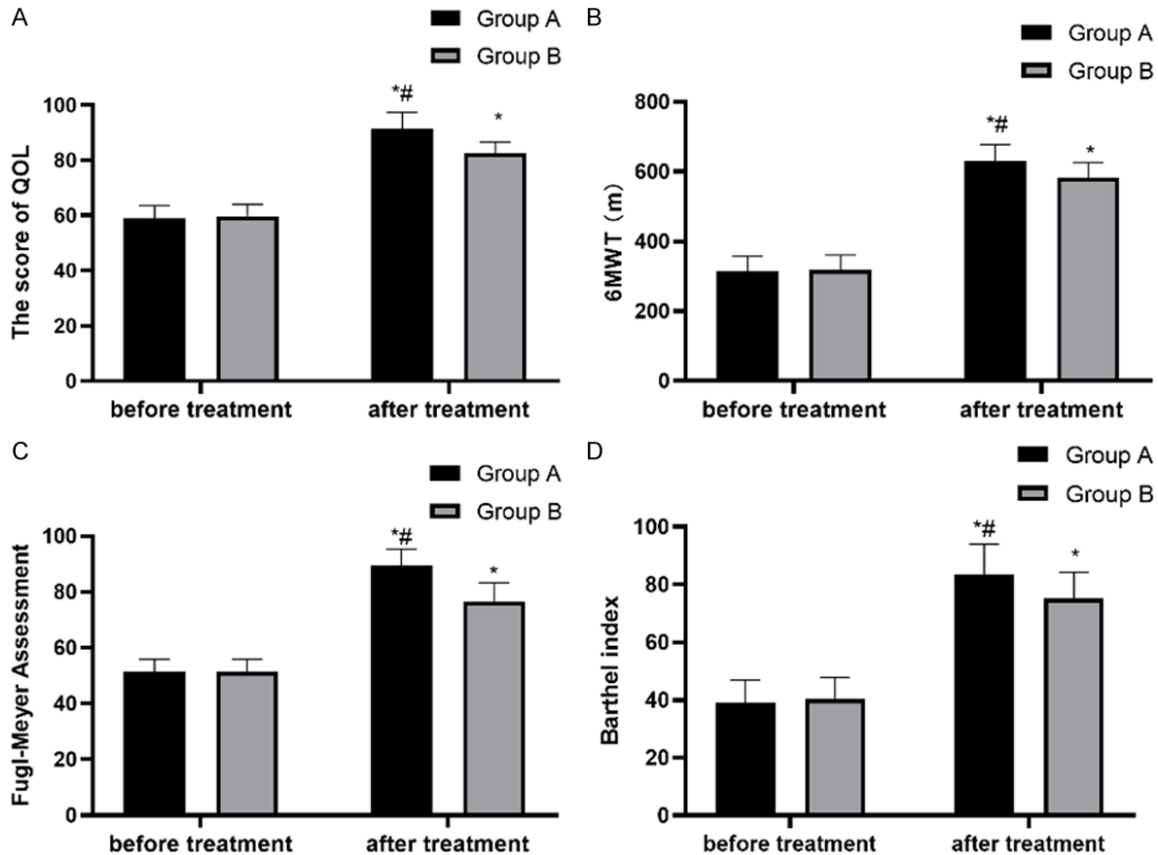 A
Group A
Group B
The score of QOL
100
80
60
40
20
0
*#
*
before treatment
after treatment
B
Group A
Group B
6MWT (m)
800
600
400
200
0
*#
*
before treatment
after treatment
C
Group A
Group B
Fugl-Meyer Assessment
100
80
60
40
20
0
*#
*
before treatment
after treatment
D
Group A
Group B
Barthel index
100
80
60
40
20
0
*#
*
before treatment
after treatment